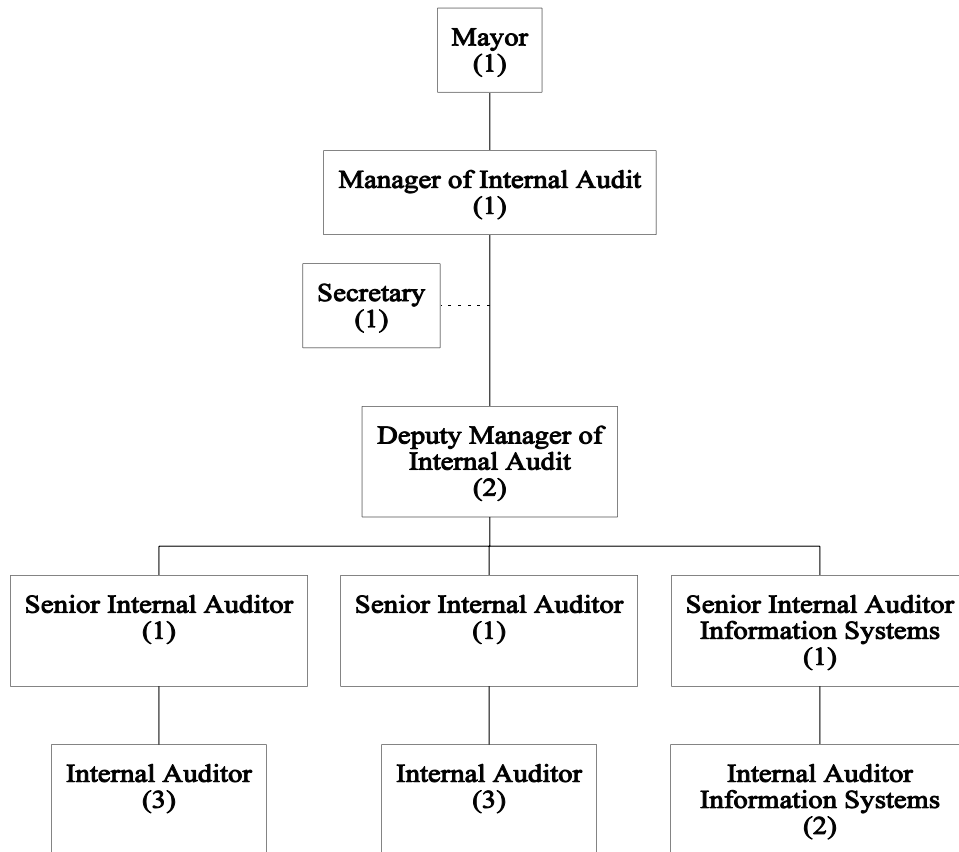 Mayor
(1)
Manager of Internal Audit
(1)
Secretary
(1)
Deputy Manager of
Internal Audit
(2)
Senior Internal Auditor
(1)
Senior Internal Auditor
(1)
Senior Internal Auditor
Information Systems
(1)
Internal Auditor
(3)
Internal Auditor
(3)
Internal Auditor
Information Systems
(2)